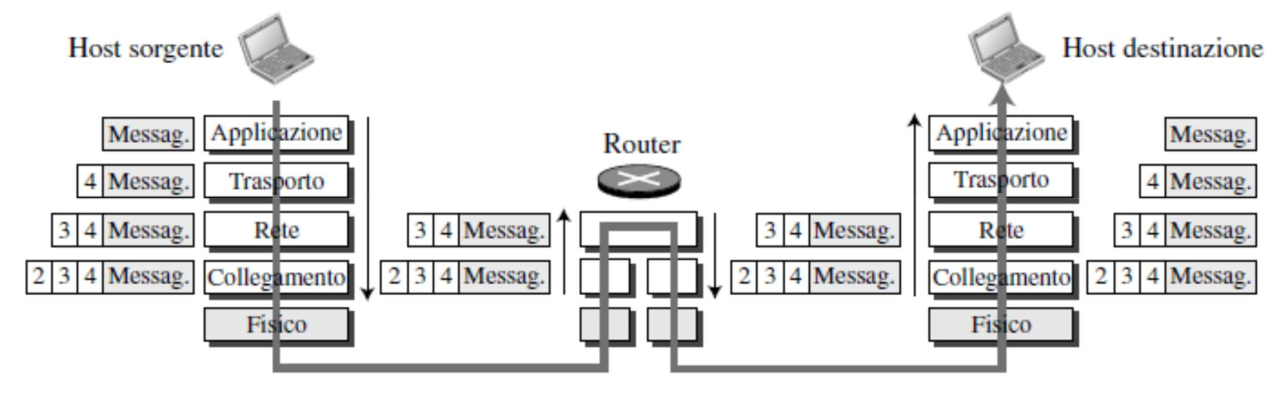 Host sorgente
Host destinazione
Router
Messag. Applicazione
4 Messag. Trasporto
3 4 Messag. Rete
2 3 4 Messag. Collegamento
Fisico
3 4 Messag.
2 3 4 Messag.
3 4 Messag.
2 3 4 Messag.
Applicazione Messag.
Trasporto 4 Messag.
Rete 3 4 Messag.
Collegamento 2 3 4 Messag.
Fisico